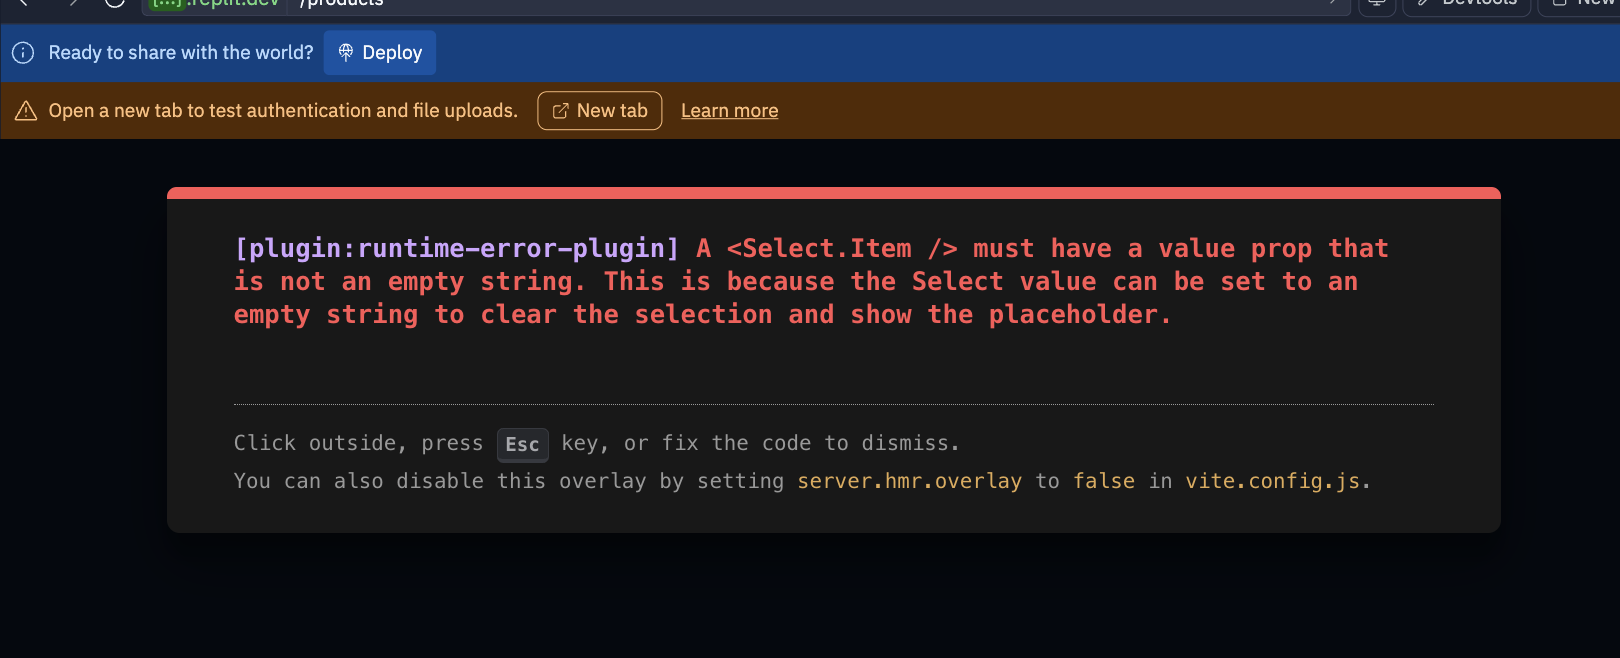 [...].replit.dev /products Devtools New
Ready to share with the world? Deploy
Open a new tab to test authentication and file uploads. New tab Learn more
[plugin:runtime-error-plugin] A <Select.Item /> must have a value prop that
is not an empty string. This is because the Select value can be set to an
empty string to clear the selection and show the placeholder.
Click outside, press Esc key, or fix the code to dismiss.
You can also disable this overlay by setting server.hmr.overlay to false in vite.config.js.